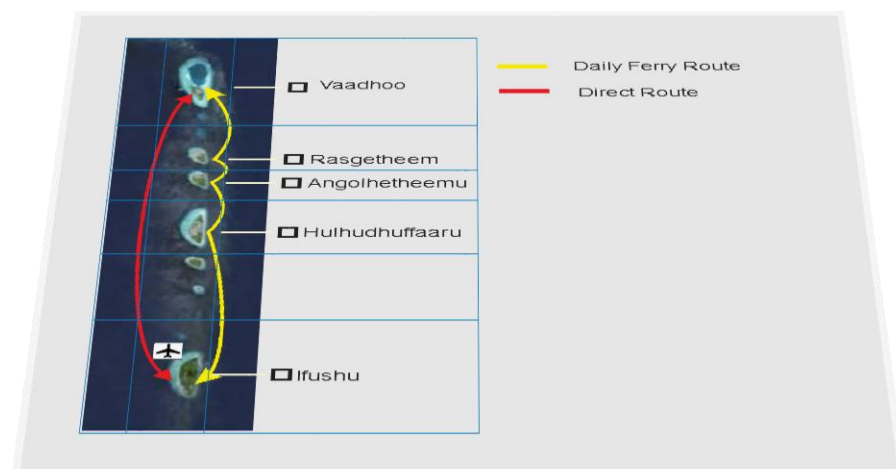 Vaadhoo
Rasgetheem
Angolhetheemu
Hulhudhuffaaru
Ifushu
Daily Ferry Route
Direct Route